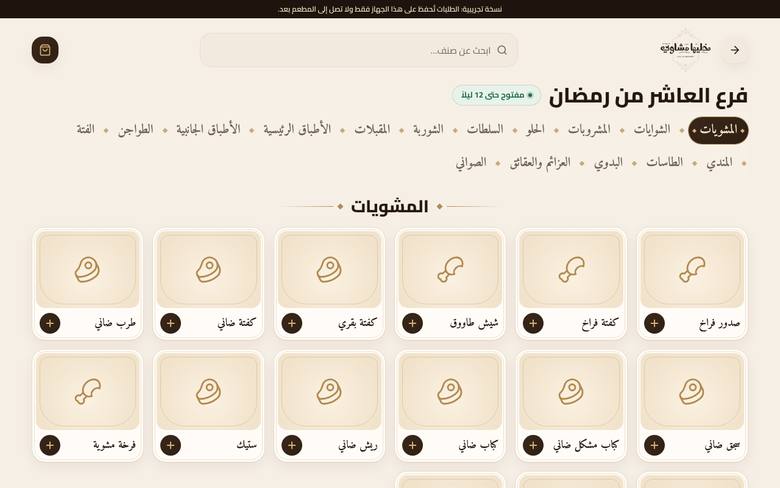 نسخة تجريبية: الطلبات تُحفظ على هذا الجهاز فقط ولا تصل إلى المطعم بعد.
خليها مشاوية
ابحث عن صنف...
فرع العاشر من رمضان
مفتوح حتى 12 ليلًا
المشويات
الشوايات
المشروبات
الحلو
السلطات
الشوربة
المقبلات
الأطباق الرئيسية
الأطباق الجانبية
الطواجن
الفتة
المندي
الطاسات
البدوي
العزائم والعقائق
الصواني
المشويات
صدور فراخ
كفتة فراخ
شيش طاووق
كفتة بقري
كفتة ضاني
طرب ضاني
سجق ضاني
كباب مشكل ضاني
كباب ضاني
ريش ضاني
ستيك
فرخة مشوية